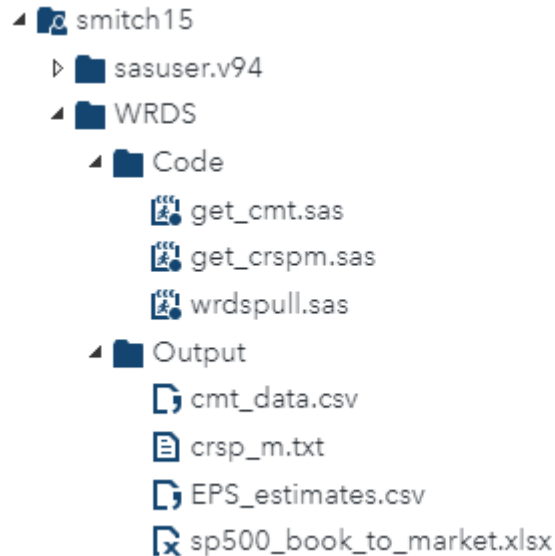 smitch15
sasuser.v94
WRDS
Code
get_cmt.sas
get_crspm.sas
wrdspull.sas
Output
cmt_data.csv
crsp_m.txt
EPS_estimates.csv
sp500_book_to_market.xlsx